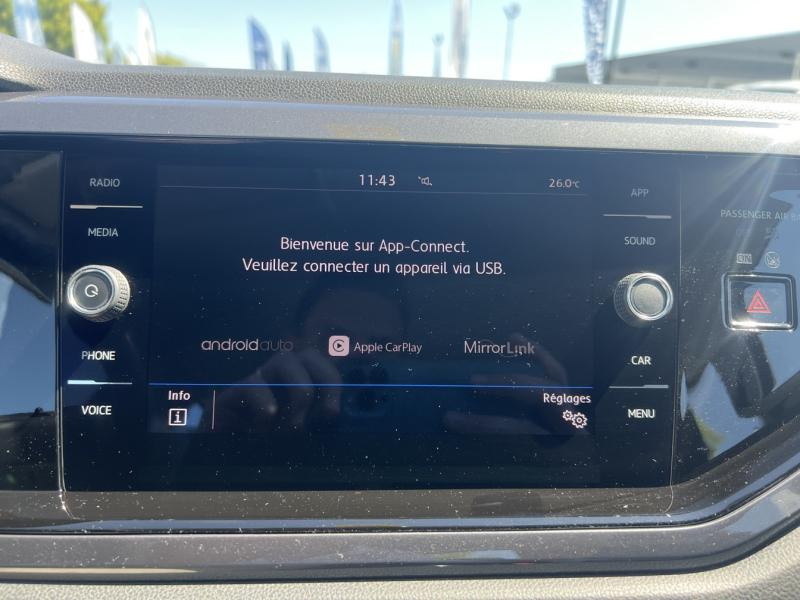 RADIO
MEDIA
PHONE
VOICE
11:43
26.0°C
Bienvenue sur App-Connect.
Veuillez connecter un appareil via USB.
androidauto
Apple CarPlay
MirrorLink
Info
Réglages
APP
SOUND
CAR
MENU
PASSENGER AIR